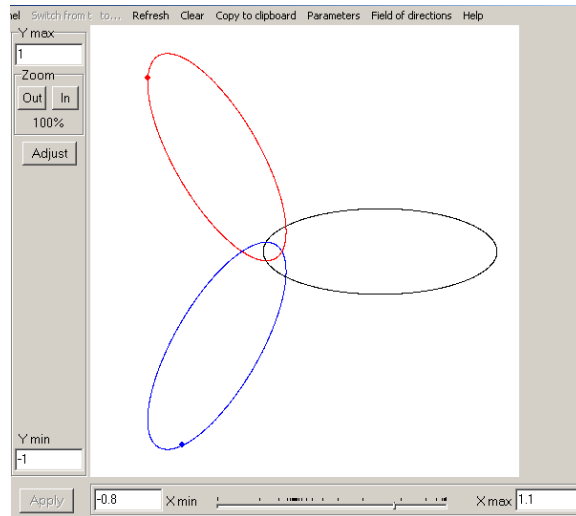 nel Switch from t to... Refresh Clear Copy to clipboard Parameters Field of directions Help
Y max
1
Zoom
Out In
100%
Adjust
Y min
-1
Apply -0.8 X min X max 1.1